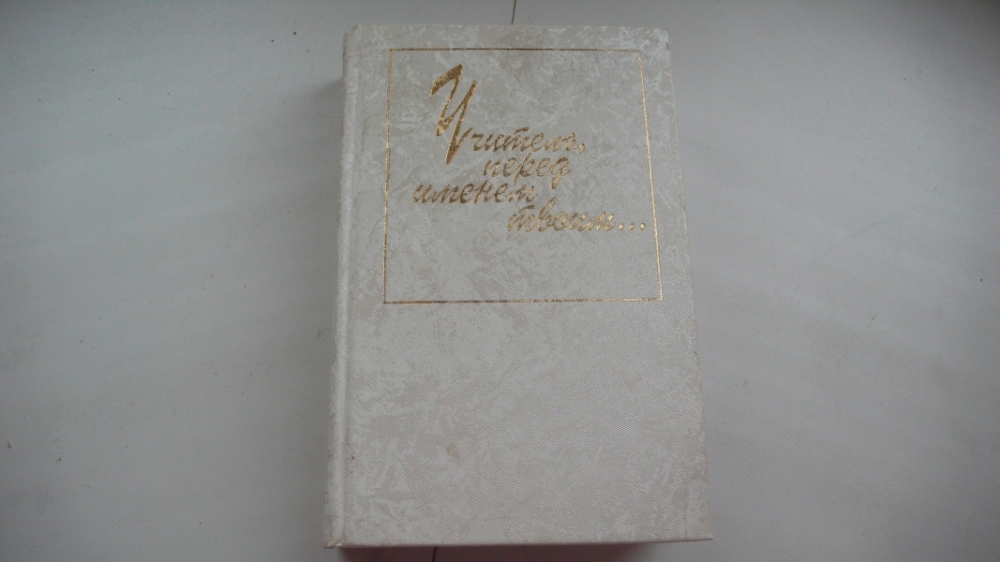 Учитель,
перед
именем
твоим...